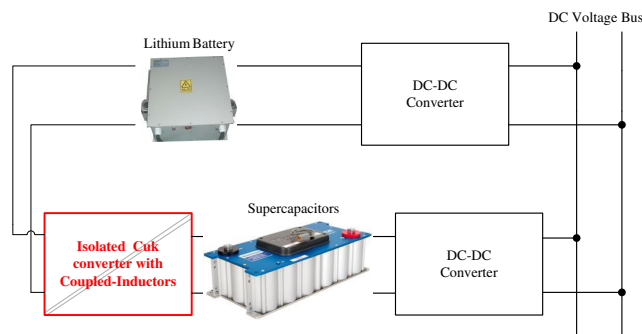 DC Voltage Bus
Lithium Battery
DC-DC
Converter
Supercapacitors
Isolated Cuk
converter with
Coupled-Inductors
DC-DC
Converter